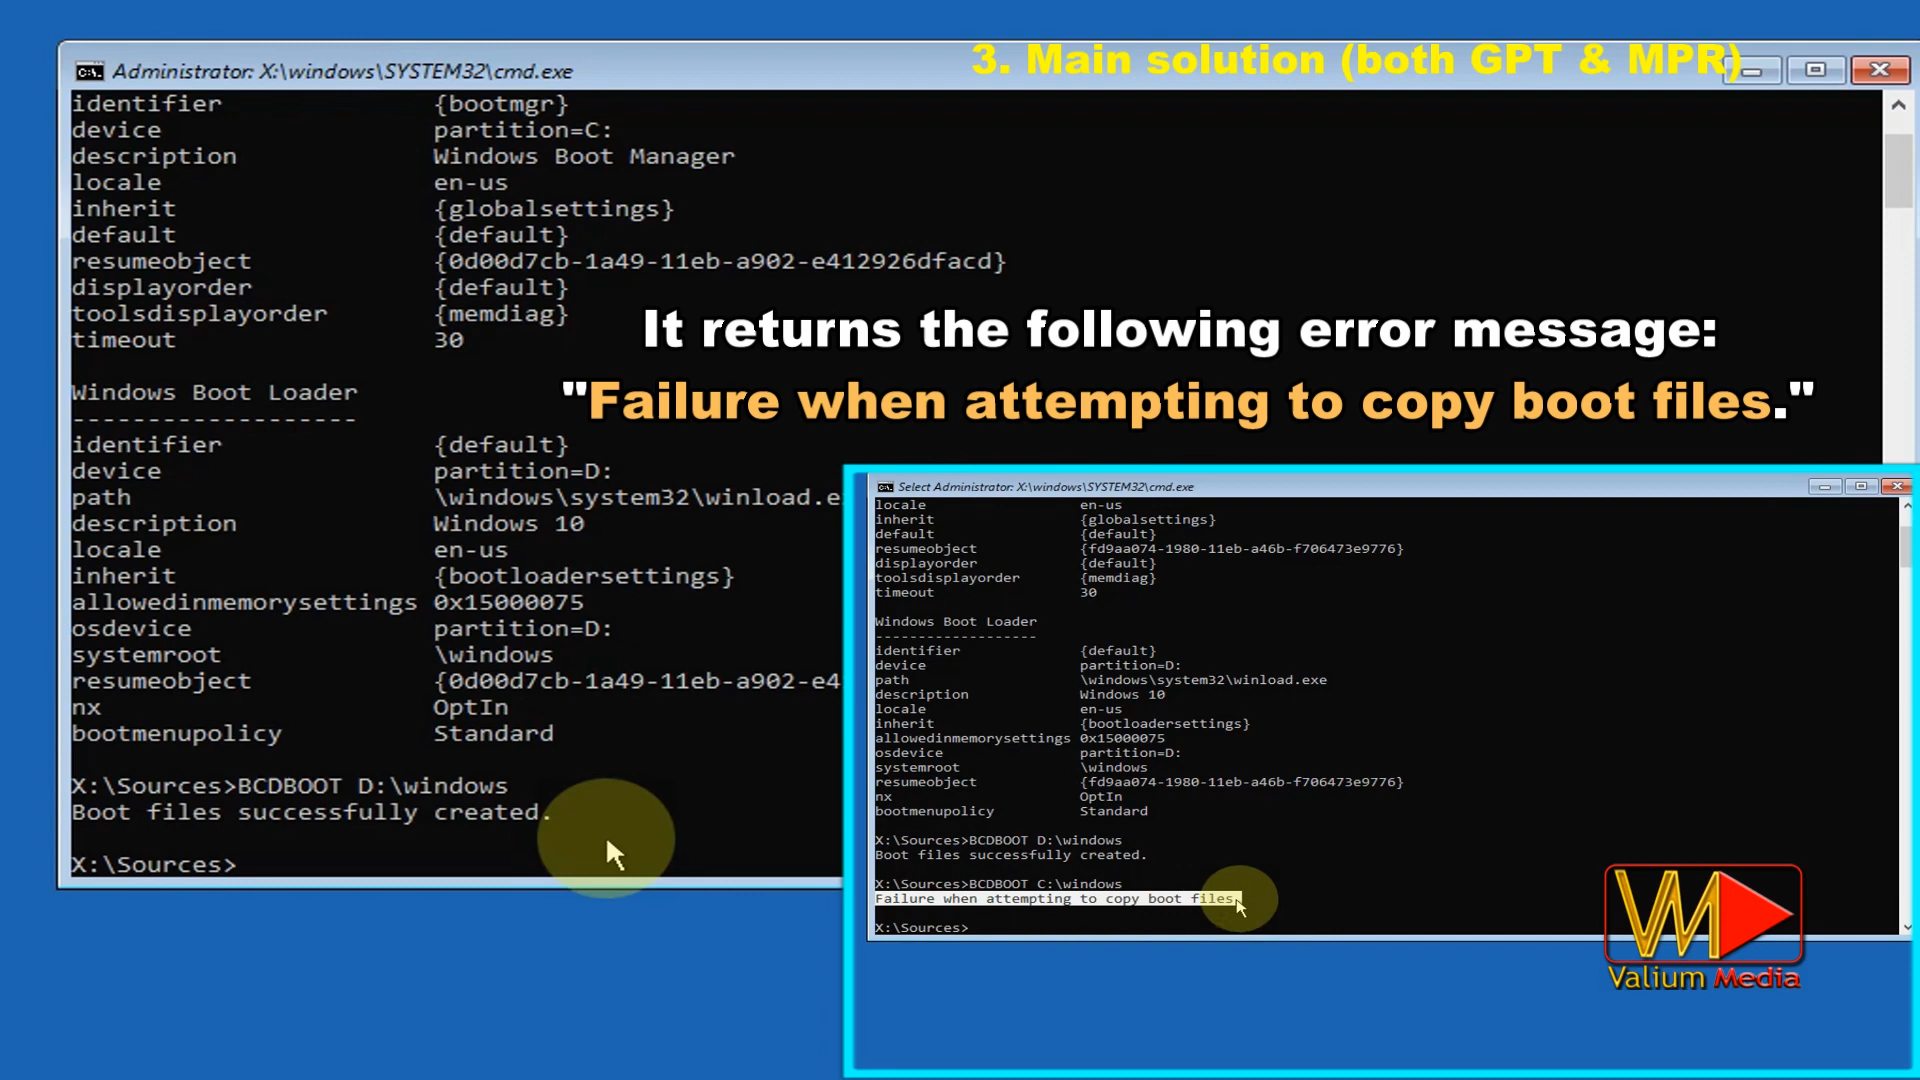 3. Main solution (both GPT & MPR)
Administrator: X:\windows\SYSTEM32\cmd.exe
identifier {bootmgr}
device partition=C:
description Windows Boot Manager
locale en-us
inherit {globalsettings}
default {default}
resumeobject {0d00d7cb-1a49-11eb-a902-e412926dfacd}
displayorder {default}
toolsdisplayorder {memdiag}
timeout 30
Windows Boot Loader
-------------------
identifier {default}
device partition=D:
path \windows\system32\winload.e
description Windows 10
locale en-us
inherit {bootloadersettings}
allowedinmemorysettings 0x15000075
osdevice partition=D:
systemroot \windows
resumeobject {0d00d7cb-1a49-11eb-a902-e4
nx OptIn
bootmenupolicy Standard
X:\Sources>BCDBOOT D:\windows
Boot files successfully created.
X:\Sources>
It returns the following error message:
"Failure when attempting to copy boot files."
Select Administrator: X:\windows\SYSTEM32\cmd.exe
locale en-us
inherit {globalsettings}
default {default}
resumeobject {fd9aa074-1980-11eb-a46b-f706473e9776}
displayorder {default}
toolsdisplayorder {memdiag}
timeout 30
Windows Boot Loader
-------------------
identifier {default}
device partition=D:
path \windows\system32\winload.exe
description Windows 10
locale en-us
inherit {bootloadersettings}
allowedinmemorysettings 0x15000075
osdevice partition=D:
systemroot \windows
resumeobject {fd9aa074-1980-11eb-a46b-f706473e9776}
nx OptIn
bootmenupolicy Standard
X:\Sources>BCDBOOT D:\windows
Boot files successfully created.
X:\Sources>BCDBOOT C:\windows
Failure when attempting to copy boot files.
X:\Sources>
VM
Valium Media